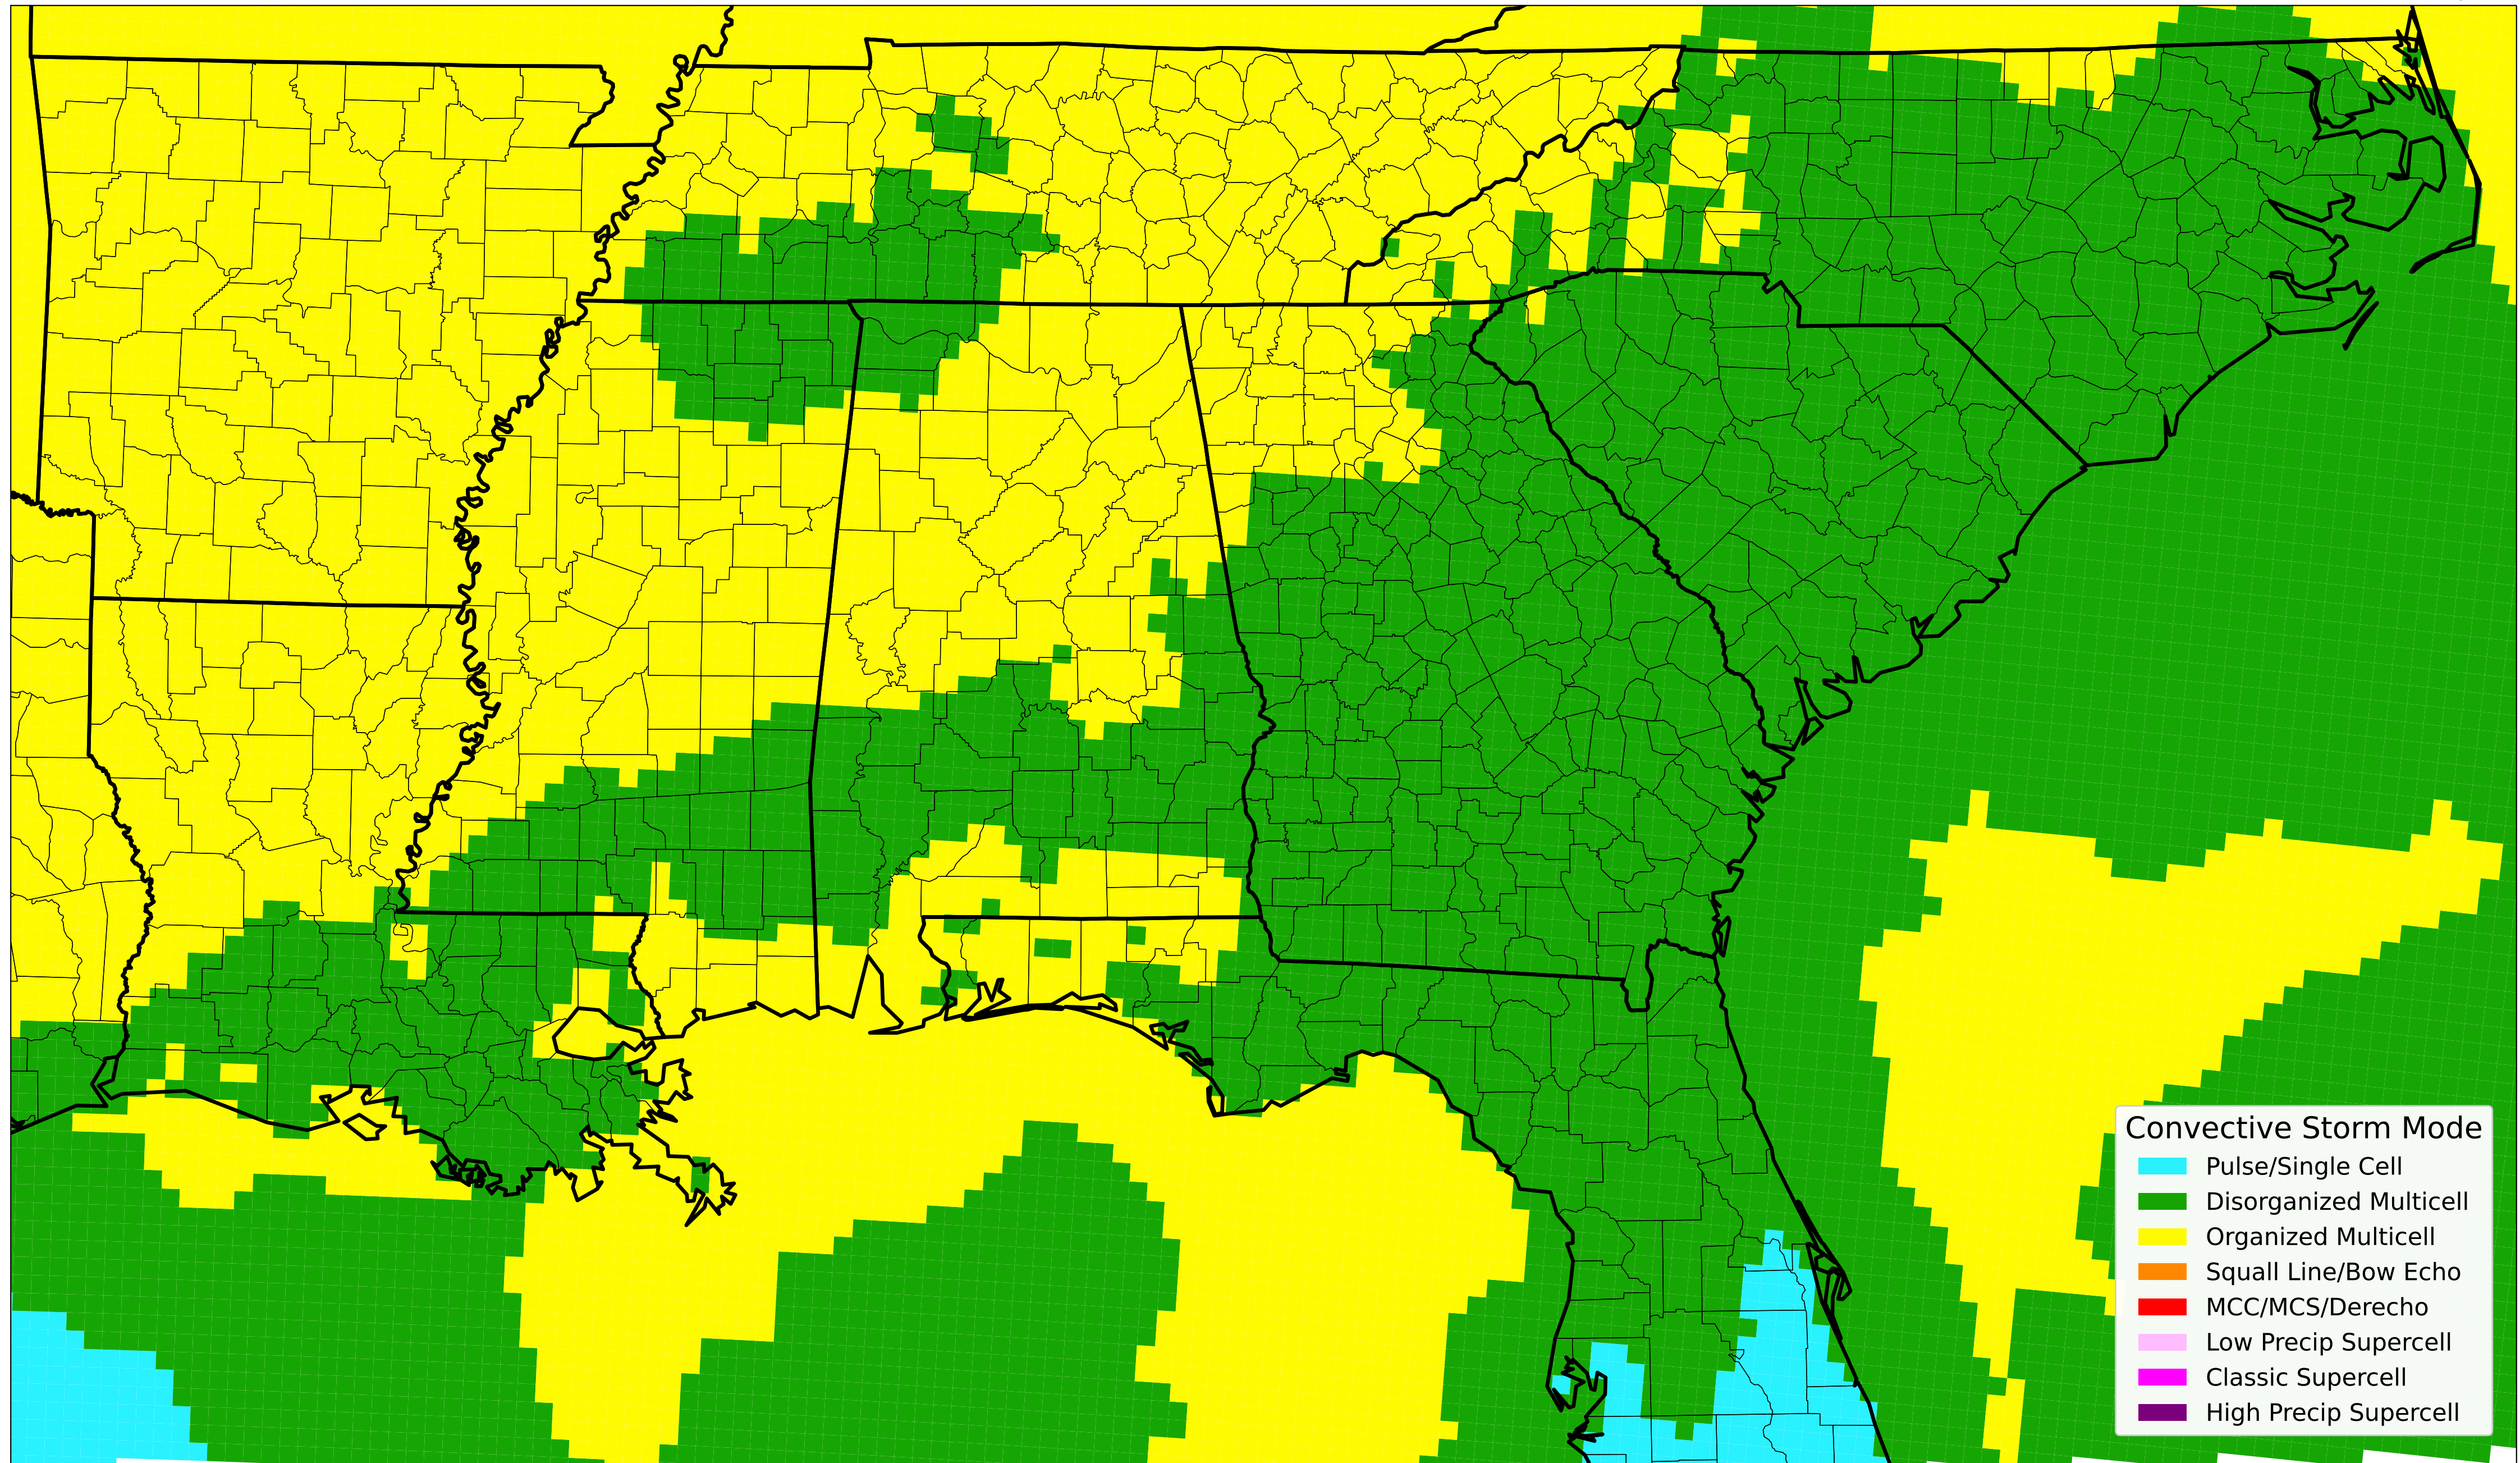 Convective Storm Mode
Pulse/Single Cell
Disorganized Multicell
Organized Multicell
Squall Line/Bow Echo
MCC/MCS/Derecho
Low Precip Supercell
Classic Supercell
High Precip Supercell